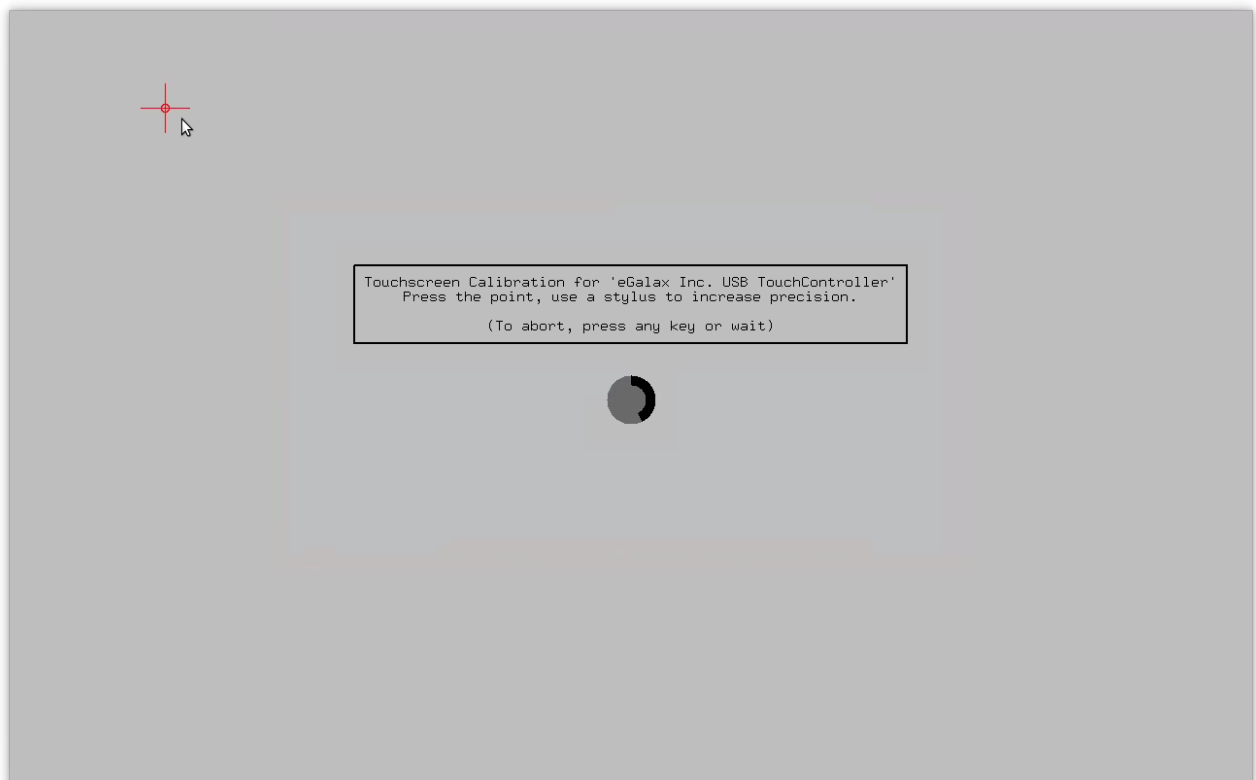 Touchscreen Calibration for 'eGalax Inc. USB TouchController'
Press the point, use a stylus to increase precision.
(To abort, press any key or wait)